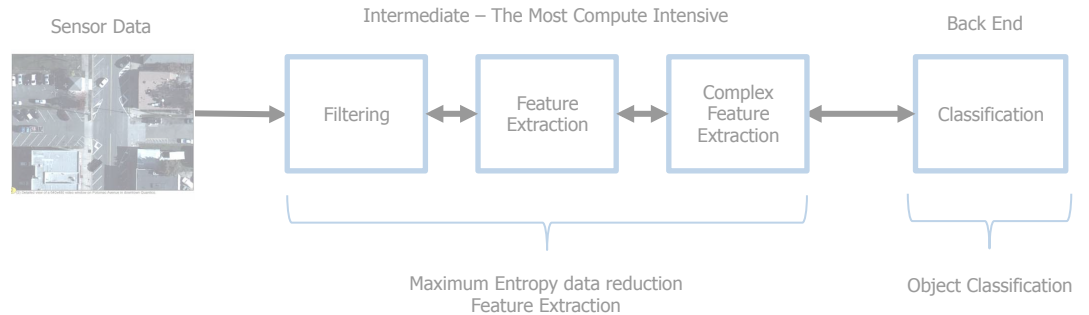 Intermediate – The Most Compute Intensive
Sensor Data
Back End
Filtering
Feature
Extraction
Complex
Feature
Extraction
Classification
Maximum Entropy data reduction
Feature Extraction
Object Classification